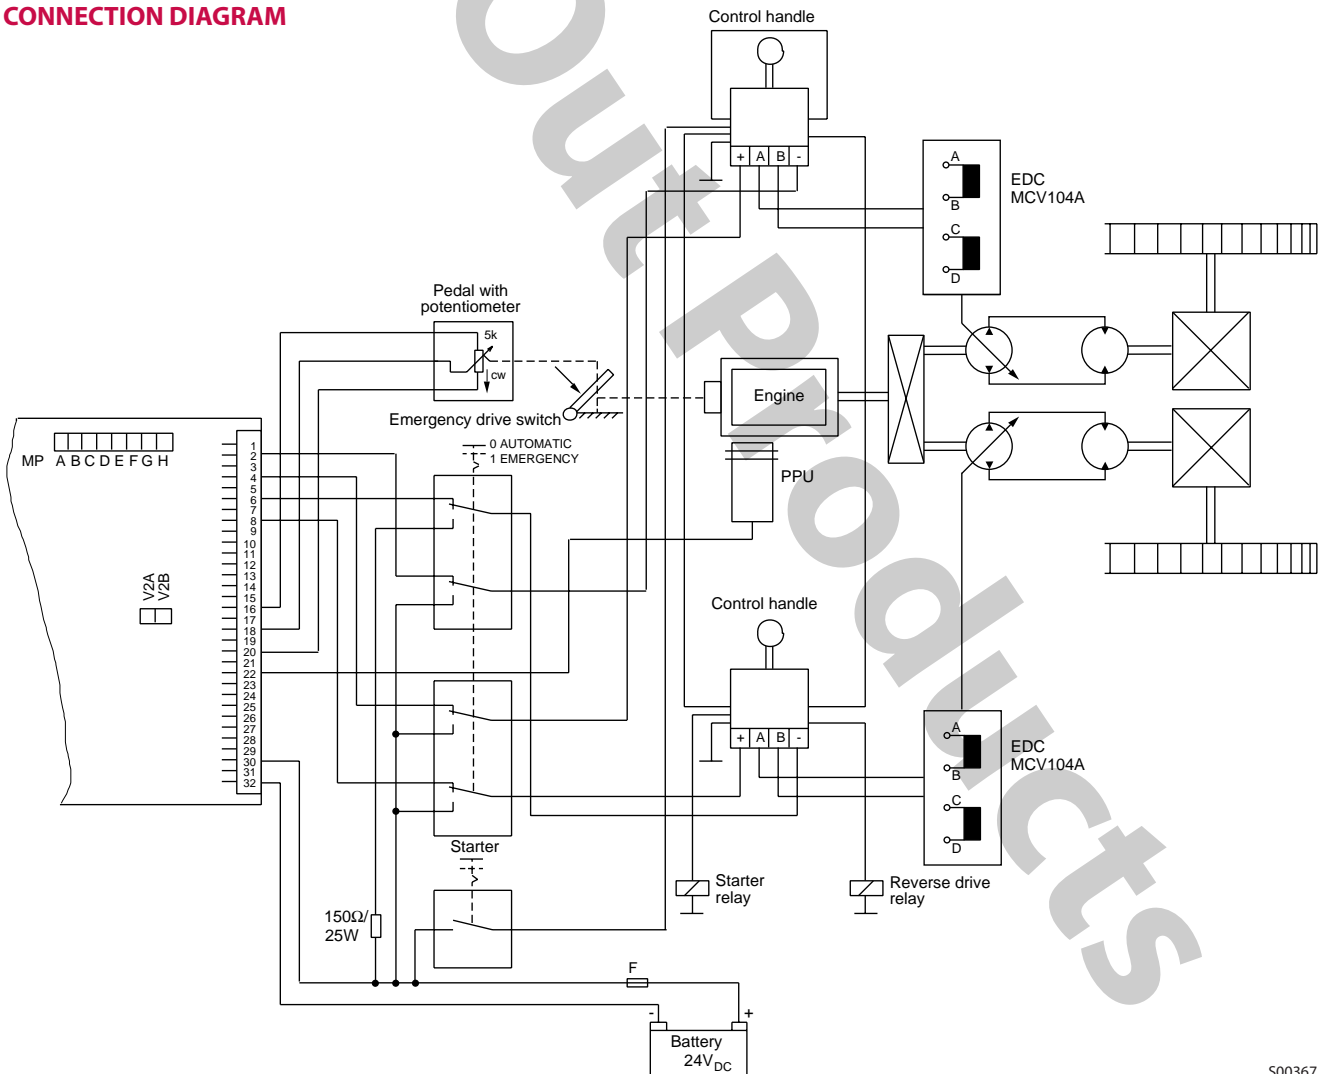 CONNECTION DIAGRAM
Control handle
+ A B -
A
B
C
D
EDC
MCV104A
Pedal with
potentiometer
5k
cw
Emergency drive switch
0 AUTOMATIC
1 EMERGENCY
Engine
PPU
MP A B C D E F G H
V2A
V2B
1
2
3
4
5
6
7
8
9
10
11
12
13
14
15
16
17
18
19
20
21
22
23
24
25
26
27
28
29
30
31
32
Control handle
+ A B -
A
B
C
D
EDC
MCV104A
Starter
Starter
relay
Reverse drive
relay
150Ω/
25W
F
- +
Battery
24VDC
Out Products
S00367